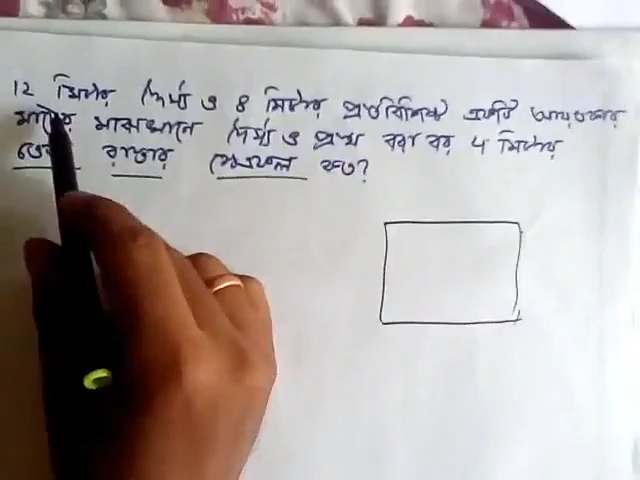 12 মিটার দৈর্ঘ্য ও 8 মিটার প্রস্থবিশিষ্ট একটি আয়তাকার
মাঠের মাঝখানে দৈর্ঘ্য ও প্রস্থ বরাবর 4 মিটার
রাস্তার ক্ষেত্রফল কত?